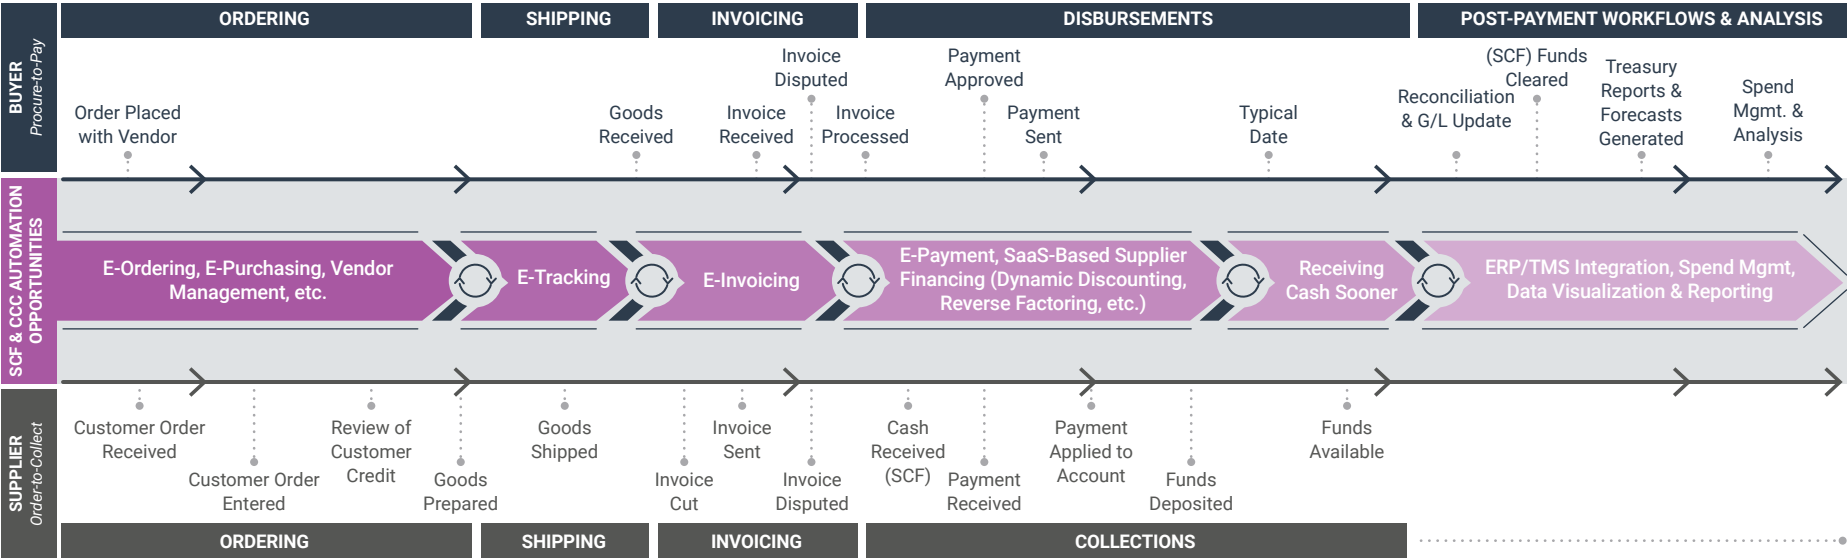 ORDERING
SHIPPING
INVOICING
DISBURSEMENTS
POST-PAYMENT WORKFLOWS & ANALYSIS
BUYER
Procure-to-Pay
Order Placed
with Vendor
Goods
Received
Invoice
Received
Invoice
Disputed
Invoice
Processed
Payment
Approved
Payment
Sent
Typical
Date
Reconciliation
& G/L Update
(SCF) Funds
Cleared
Treasury
Reports &
Forecasts
Generated
Spend
Mgmt. &
Analysis
SCF & CCC AUTOMATION
OPPORTUNITIES
E-Ordering, E-Purchasing, Vendor
Management, etc.
E-Tracking
E-Invoicing
E-Payment, SaaS-Based Supplier
Financing (Dynamic Discounting,
Reverse Factoring, etc.)
Receiving
Cash Sooner
ERP/TMS Integration, Spend Mgmt,
Data Visualization & Reporting
SUPPLIER
Order-to-Collect
Customer Order
Received
Customer Order
Entered
Review of
Customer
Credit
Goods
Prepared
Goods
Shipped
Invoice
Cut
Invoice
Sent
Invoice
Disputed
Cash
Received
(SCF)
Payment
Received
Payment
Applied to
Account
Funds
Deposited
Funds
Available
ORDERING
SHIPPING
INVOICING
COLLECTIONS